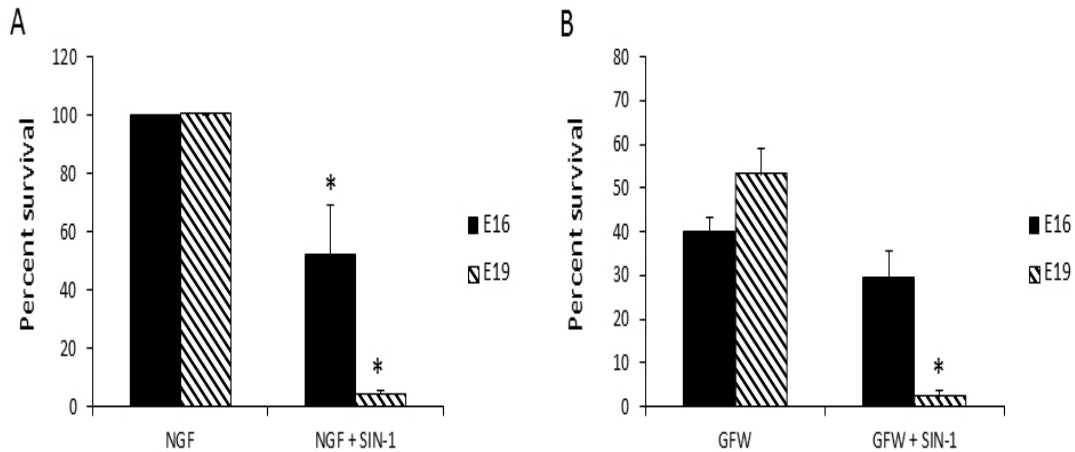 A
120
100
80
60
40
20
0
Percent survival
*
*
NGF
NGF + SIN-1
E16
E19
B
80
70
60
50
40
30
20
10
0
Percent survival
*
GFW
GFW + SIN-1
E16
E19